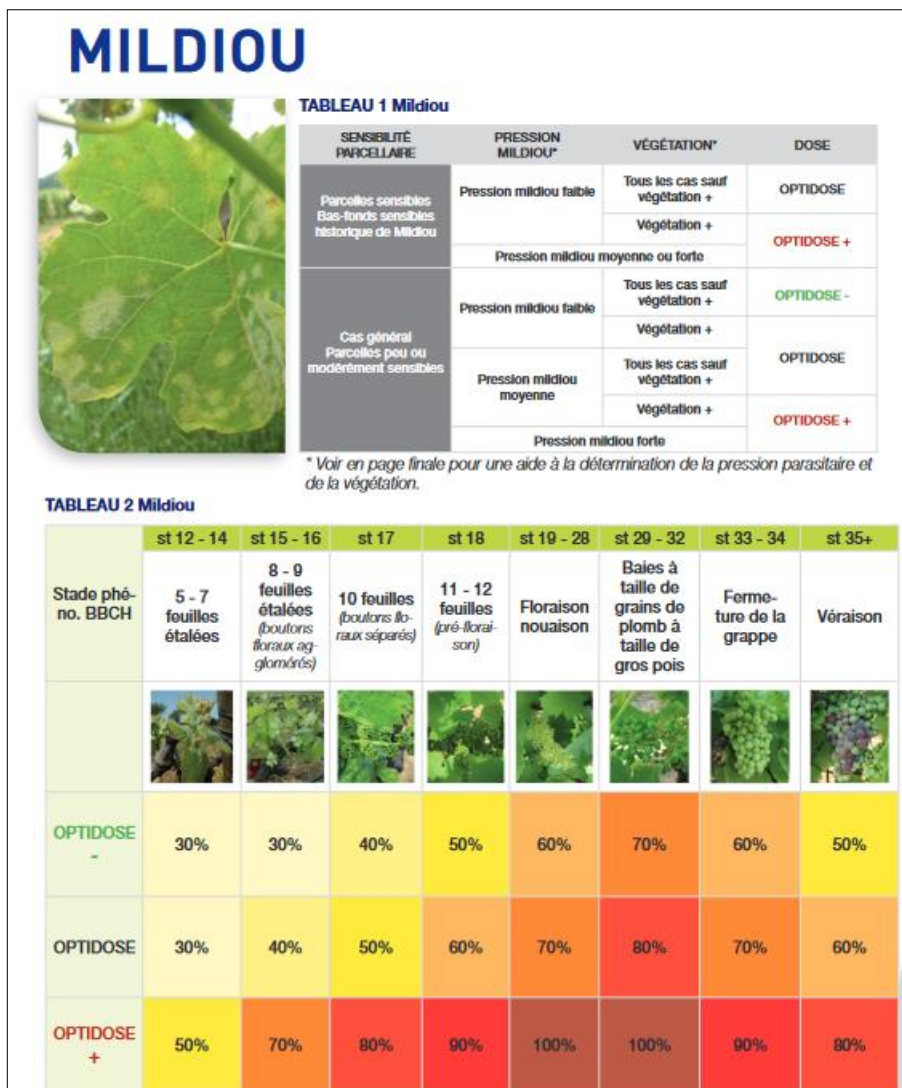 MILDIOU
TABLEAU 1 Mildiou
SENSIBILITÉ
PARCELLAIRE
PRESSION
MILDIOU*
VÉGÉTATION*
DOSE
Parcelles sensibles
Bas-fonds sensibles
historique de Mildiou
Pression mildiou faible
Tous les cas sauf
végétation +
OPTIDOSE
Végétation +
OPTIDOSE +
Pression mildiou moyenne ou forte
Cas général
Parcelles peu ou
modérément sensibles
Pression mildiou faible
Tous les cas sauf
végétation +
OPTIDOSE -
Végétation +
OPTIDOSE
Pression mildiou
moyenne
Tous les cas sauf
végétation +
Végétation +
OPTIDOSE +
Pression mildiou forte
* Voir en page finale pour une aide à la détermination de la pression parasitaire et
de la végétation.
TABLEAU 2 Mildiou
Stade phé-
no. BBCH
st 12 - 14
st 15 - 16
st 17
st 18
st 19 - 28
st 29 - 32
st 33 - 34
st 35+
5 - 7
feuilles
étalées
8 - 9
feuilles
étalées
(boutons
floraux ag-
glomérés)
10 feuilles
(boutons flo-
raux séparés)
11 - 12
feuilles
(pré-florai-
son)
Floraison
nouaison
Baies à
taille de
grains de
plomb à
taille de
gros pois
Ferme-
ture de la
grappe
Véraison
OPTIDOSE
-
30%
30%
40%
50%
60%
70%
60%
50%
OPTIDOSE
30%
40%
50%
60%
70%
80%
70%
60%
OPTIDOSE
+
50%
70%
80%
90%
100%
100%
90%
80%